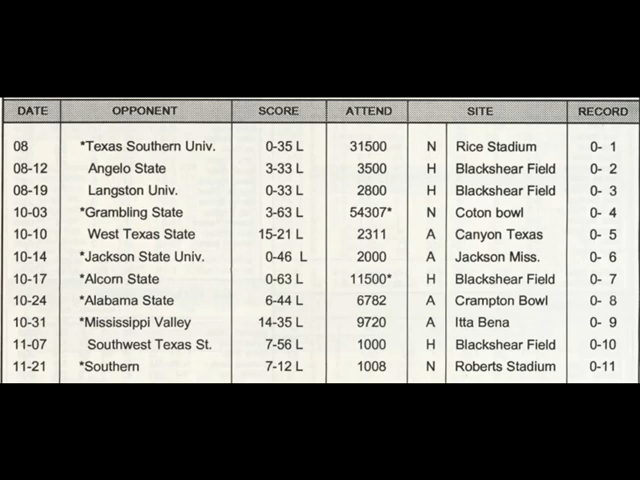 DATE OPPONENT SCORE ATTEND SITE RECORD
08 *Texas Southern Univ. 0-35 L 31500 N Rice Stadium 0- 1
08-12 Angelo State 3-33 L 3500 H Blackshear Field 0- 2
08-19 Langston Univ. 0-33 L 2800 H Blackshear Field 0- 3
10-03 *Grambling State 3-63 L 54307* N Coton bowl 0- 4
10-10 West Texas State 15-21 L 2311 A Canyon Texas 0- 5
10-14 *Jackson State Univ. 0-46 L 2000 A Jackson Miss. 0- 6
10-17 *Alcorn State 0-63 L 11500* H Blackshear Field 0- 7
10-24 *Alabama State 6-44 L 6782 A Crampton Bowl 0- 8
10-31 *Mississippi Valley 14-35 L 9720 A Itta Bena 0- 9
11-07 Southwest Texas St. 7-56 L 1000 H Blackshear Field 0-10
11-21 *Southern 7-12 L 1008 N Roberts Stadium 0-11